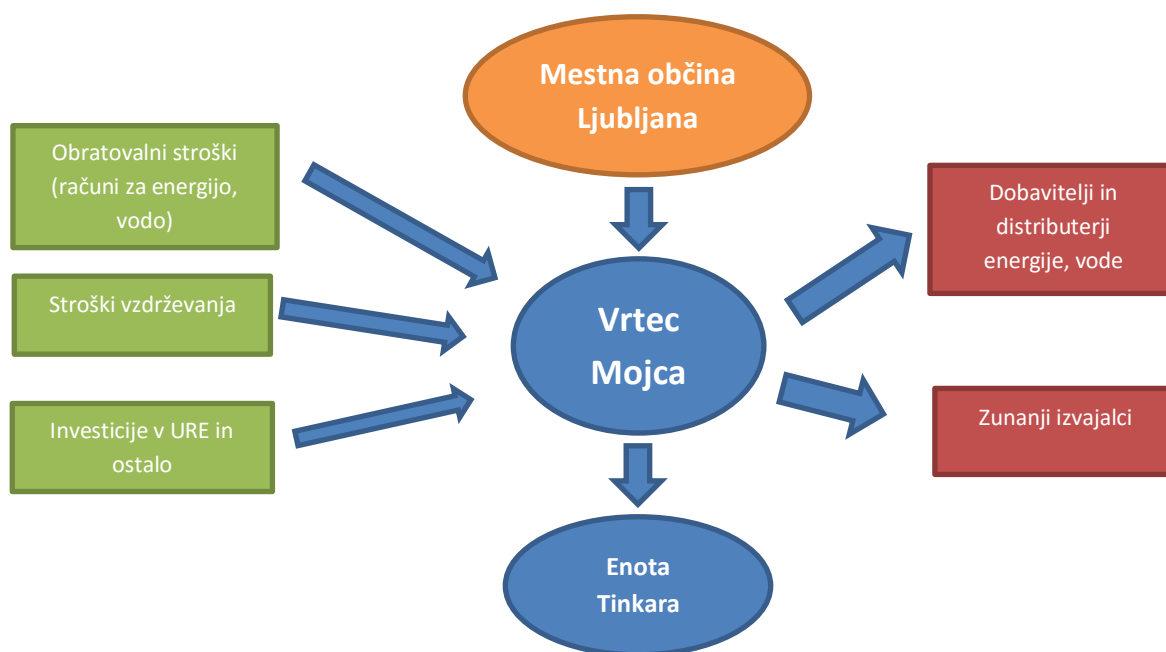 Mestna občina
Ljubljana
Obratovalni stroški
(računi za energijo,
vodo)
Stroški vzdrževanja
Investicije v URE in
ostalo
Vrtec
Mojca
Dobavitelji in
distributerji
energije, vode
Zunanji izvajalci
Enota
Tinkara